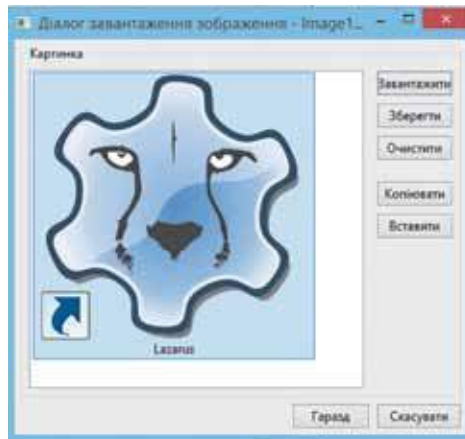 Діалог завантаження зображення - Image1...
Картинка
Завантажити
Зберегти
Очистити
Копіювати
Вставити
Lazarus
Гаразд
Скасувати